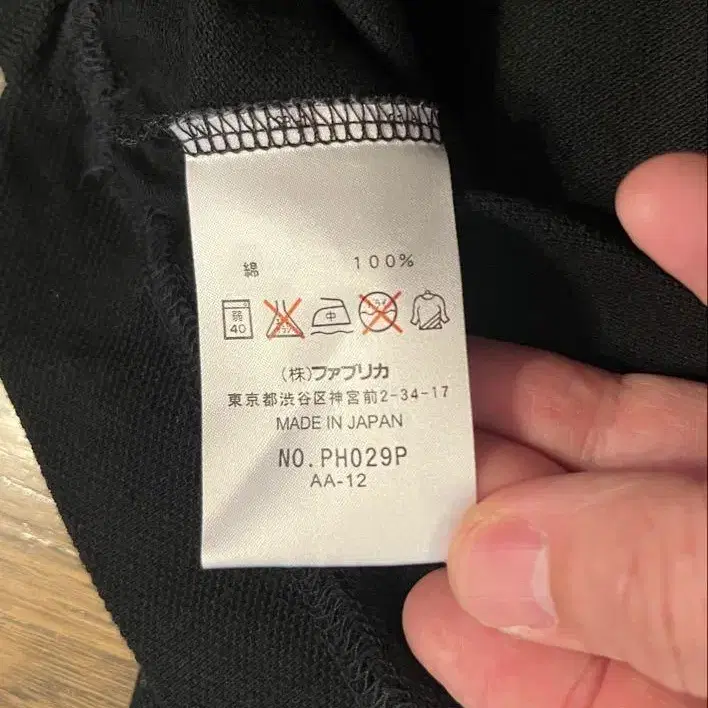 綿 100%
弱 40 中
(株)ファブリカ
東京都渋谷区神宮前2-34-17
MADE IN JAPAN
NO.PH029P
AA-12